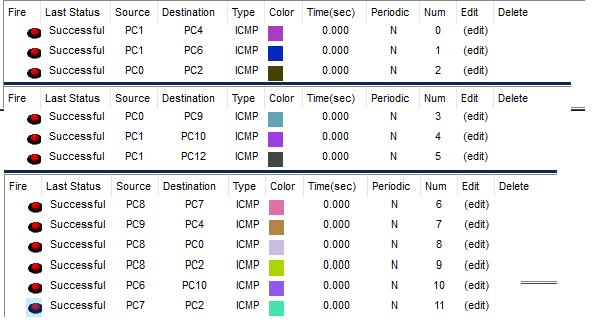 Fire Last Status Source Destination Type Color Time(sec) Periodic Num Edit Delete
Successful PC1 PC4 ICMP 0.000 N 0 (edit)
Successful PC1 PC6 ICMP 0.000 N 1 (edit)
Successful PC0 PC2 ICMP 0.000 N 2 (edit)
Fire Last Status Source Destination Type Color Time(sec) Periodic Num Edit Delete
Successful PC0 PC9 ICMP 0.000 N 3 (edit)
Successful PC1 PC10 ICMP 0.000 N 4 (edit)
Successful PC1 PC12 ICMP 0.000 N 5 (edit)
Fire Last Status Source Destination Type Color Time(sec) Periodic Num Edit Delete
Successful PC8 PC7 ICMP 0.000 N 6 (edit)
Successful PC9 PC4 ICMP 0.000 N 7 (edit)
Successful PC8 PC0 ICMP 0.000 N 8 (edit)
Successful PC8 PC2 ICMP 0.000 N 9 (edit)
Successful PC6 PC10 ICMP 0.000 N 10 (edit)
Successful PC7 PC2 ICMP 0.000 N 11 (edit)